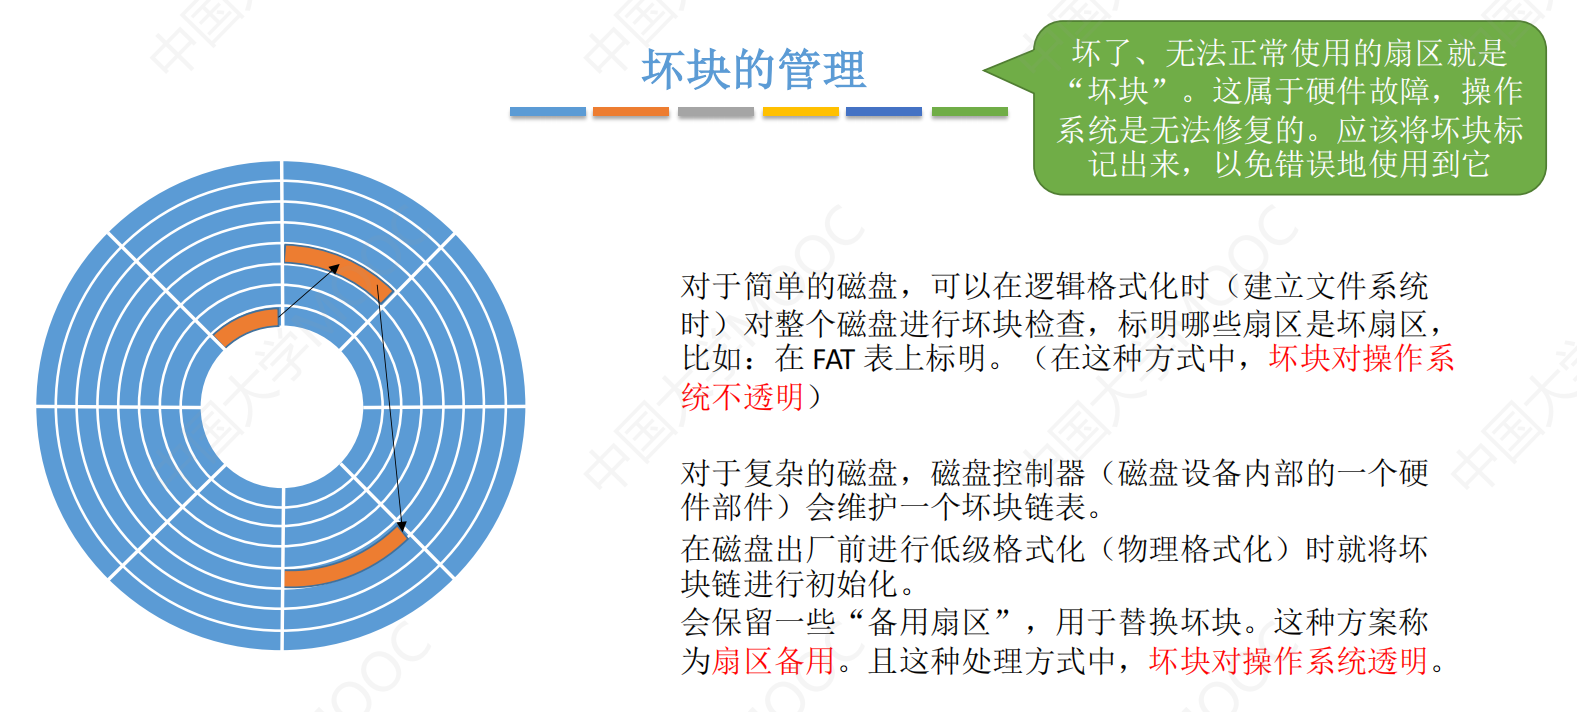 坏块的管理
坏了、无法正常使用的扇区就是
“坏块”。这属于硬件故障，操作
系统是无法修复的。应该将坏块标
记出来，以免错误地使用到它
对于简单的磁盘，可以在逻辑格式化时（建立文件系统
时）对整个磁盘进行坏块检查，标明哪些扇区是坏扇区，
比如：在 FAT 表上标明。（在这种方式中，坏块对操作系
统不透明）
对于复杂的磁盘，磁盘控制器（磁盘设备内部的一个硬
件部件）会维护一个坏块链表。
在磁盘出厂前进行低级格式化（物理格式化）时就将坏
块链进行初始化。
会保留一些“备用扇区”，用于替换坏块。这种方案称
为扇区备用。且这种处理方式中，坏块对操作系统透明。
中国大学MOOC